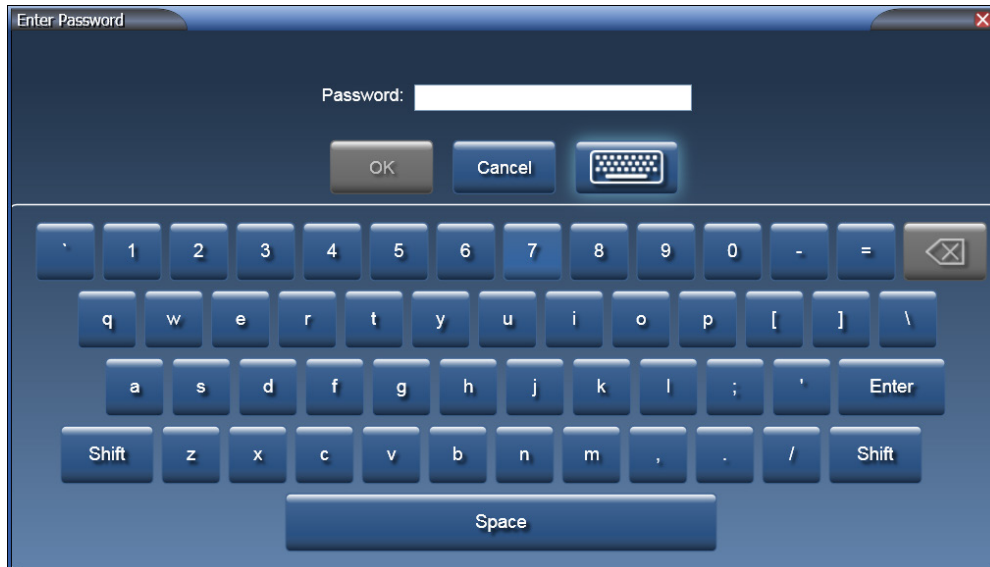 Enter Password
Password:
OK Cancel
` 1 2 3 4 5 6 7 8 9 0 - =
q w e r t y u i o p [ ] \
a s d f g h j k l ; ' Enter
Shift z x c v b n m , . / Shift
Space